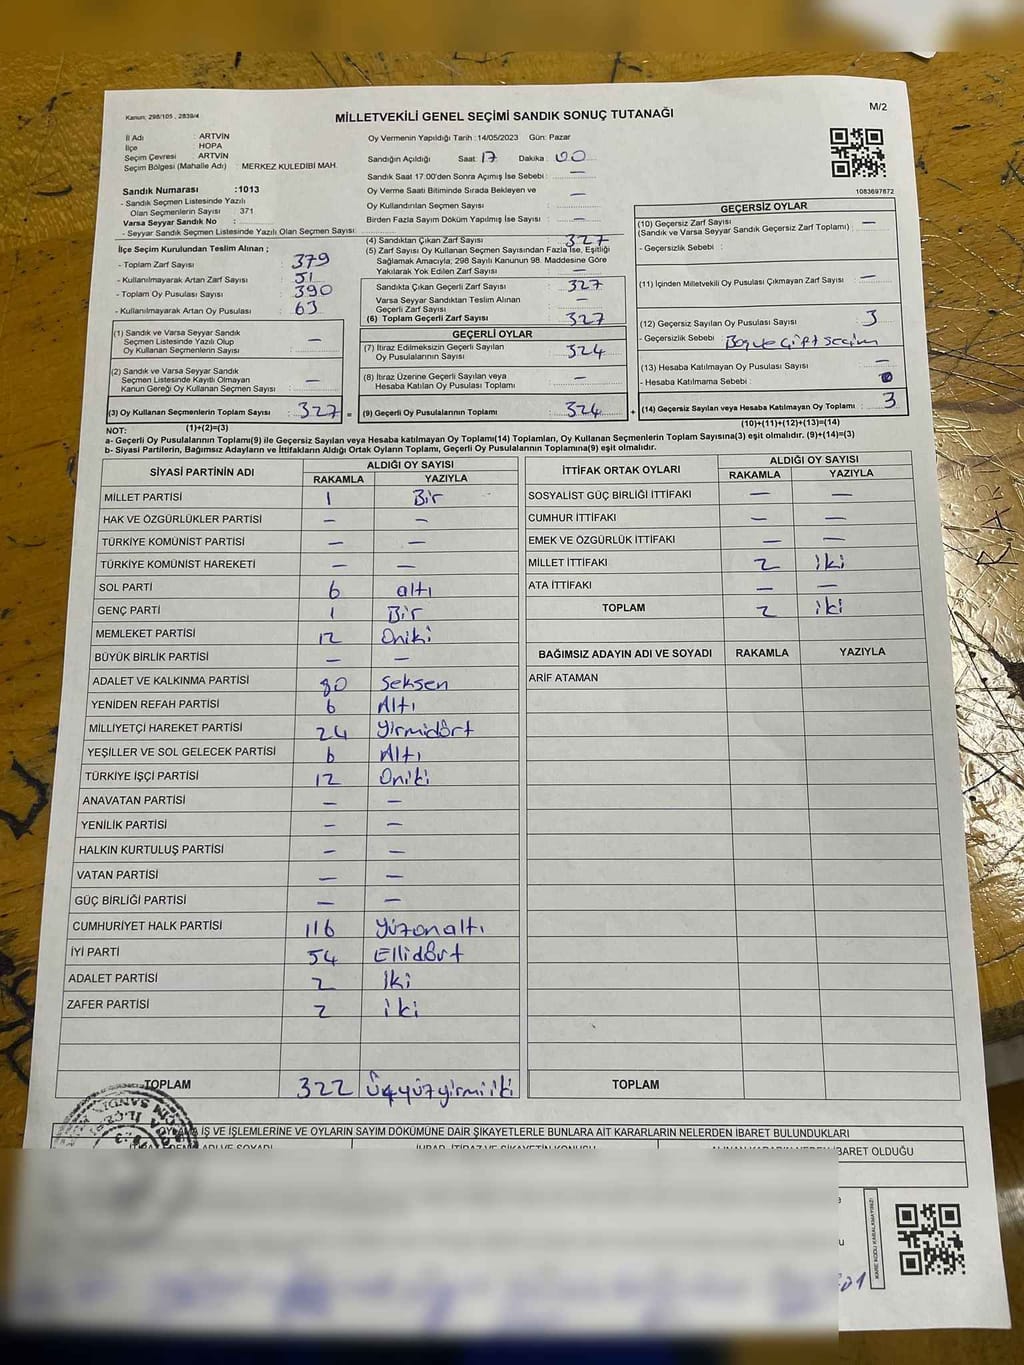 Kanun: 298/105 , 2839/4
MİLLETVEKİLİ GENEL SEÇİMİ SANDIK SONUÇ TUTANAĞI
M/2
İl Adı : ARTVİN
İlçe : HOPA
Seçim Çevresi : ARTVİN
Seçim Bölgesi (Mahalle Adı) : MERKEZ KULEDİBİ MAH.
Sandık Numarası :1013
- Sandık Seçmen Listesinde Yazılı
Olan Seçmenlerin Sayısı : 371
Varsa Seyyar Sandık No :
- Seyyar Sandık Seçmen Listesinde Yazılı Olan Seçmen Sayısı:
İlçe Seçim Kurulundan Teslim Alınan ;
- Toplam Zarf Sayısı : 379
- Kullanılmayarak Artan Zarf Sayısı : 51
- Toplam Oy Pusulası Sayısı : 390
- Kullanılmayarak Artan Oy Pusulası : 63
(1) Sandık ve Varsa Seyyar Sandık
Seçmen Listesinde Yazılı Olup
Oy Kullanan Seçmenlerin Sayısı : —
(2) Sandık ve Varsa Seyyar Sandık
Seçmen Listesinde Kayıtlı Olmayan
Kanun Gereği Oy Kullanan Seçmen Sayısı : —
(3) Oy Kullanan Seçmenlerin Toplam Sayısı : 327 =
(1)+(2)=(3)
Oy Vermenin Yapıldığı Tarih : 14/05/2023 Gün: Pazar
Sandığın Açıldığı Saat: 17 Dakika : 00
Sandık Saat 17.00'den Sonra Açılmış İse Sebebi : —
Oy Verme Saati Bitiminde Sırada Bekleyen ve
Oy Kullandırılan Seçmen Sayısı : —
Birden Fazla Sayım Döküm Yapılmış İse Sayısı : —
(4) Sandıktan Çıkan Zarf Sayısı : 327
(5) Zarf Sayısı Oy Kullanan Seçmen Sayısından Fazla İse, Eşitliği
Sağlamak Amacıyla; 298 Sayılı Kanunun 98. Maddesine Göre
Yakılarak Yok Edilen Zarf Sayısı : —
Sandıkta Çıkan Geçerli Zarf Sayısı : 327
Varsa Seyyar Sandıktan Teslim Alınan
Geçerli Zarf Sayısı : —
(6) Toplam Geçerli Zarf Sayısı : 327
GEÇERLİ OYLAR
(7) İtiraz Edilmeksizin Geçerli Sayılan
Oy Pusulalarının Sayısı : 324
(8) İtiraz Üzerine Geçerli Sayılan veya
Hesaba Katılan Oy Pusulası Toplamı : —
(9) Geçerli Oy Pusulalarının Toplamı : 324 +
1083697872
GEÇERSİZ OYLAR
(10) Geçersiz Zarf Sayısı : —
(Sandık ve Varsa Seyyar Sandık Geçersiz Zarf Toplamı)
- Geçersizlik Sebebi :
(11) İçinden Milletvekili Oy Pusulası Çıkmayan Zarf Sayısı : —
(12) Geçersiz Sayılan Oy Pusulası Sayısı : 3
- Geçersizlik Sebebi : Boş ve çift seçim
(13) Hesaba Katılmayan Oy Pusulası Sayısı : —
- Hesaba Katılmama Sebebi :
(14) Geçersiz Sayılan veya Hesaba Katılmayan Oy Toplamı : 3
(10)+(11)+(12)+(13)=(14)
NOT:
a- Geçerli Oy Pusulalarının Toplamı(9) ile Geçersiz Sayılan veya Hesaba katılmayan Oy Toplamı(14) Toplamları, Oy Kullanan Seçmenlerin Toplam Sayısına(3) eşit olmalıdır. (9)+(14)=(3)
b- Siyasi Partilerin, Bağımsız Adayların ve İttifakların Aldığı Ortak Oyların Toplamı, Geçerli Oy Pusulalarının Toplamına(9) eşit olmalıdır.
SİYASİ PARTİNİN ADI ALDIĞI OY SAYISI
RAKAMLA YAZIYLA
MİLLET PARTİSİ 1 Bir
HAK VE ÖZGÜRLÜKLER PARTİSİ — —
TÜRKİYE KOMÜNİST PARTİSİ — —
TÜRKİYE KOMÜNİST HAREKETİ — —
SOL PARTİ 6 altı
GENÇ PARTİ 1 Bir
MEMLEKET PARTİSİ 12 Oniki
BÜYÜK BİRLİK PARTİSİ — —
ADALET VE KALKINMA PARTİSİ 80 Seksen
YENİDEN REFAH PARTİSİ 6 Altı
MİLLİYETÇİ HAREKET PARTİSİ 24 Yirmidört
YEŞİLLER VE SOL GELECEK PARTİSİ 6 Altı
TÜRKİYE İŞÇİ PARTİSİ 12 Oniki
ANAVATAN PARTİSİ — —
YENİLİK PARTİSİ — —
HALKIN KURTULUŞ PARTİSİ — —
VATAN PARTİSİ — —
GÜÇ BİRLİĞİ PARTİSİ — —
CUMHURİYET HALK PARTİSİ 116 Yüzonaltı
İYİ PARTİ 54 Ellidört
ADALET PARTİSİ 2 İki
ZAFER PARTİSİ 2 iki
TOPLAM 322 Üçyüzyirmiiki
İTTİFAK ORTAK OYLARI ALDIĞI OY SAYISI
RAKAMLA YAZIYLA
SOSYALİST GÜÇ BİRLİĞİ İTTİFAKI — —
CUMHUR İTTİFAKI — —
EMEK VE ÖZGÜRLÜK İTTİFAKI — —
MİLLET İTTİFAKI 2 iki
ATA İTTİFAKI — —
TOPLAM 2 iki
BAĞIMSIZ ADAYIN ADI VE SOYADI RAKAMLA YAZIYLA
ARİF ATAMAN
TOPLAM
İŞ VE İŞLEMLERİNE VE OYLARIN SAYIM DÖKÜMÜNE DAİR ŞİKAYETLERLE BUNLARA AİT KARARLARIN NELERDEN İBARET BULUNDUKLARI
İBARET OLDUĞU
KARE KODU KARALAMAYINIZ!